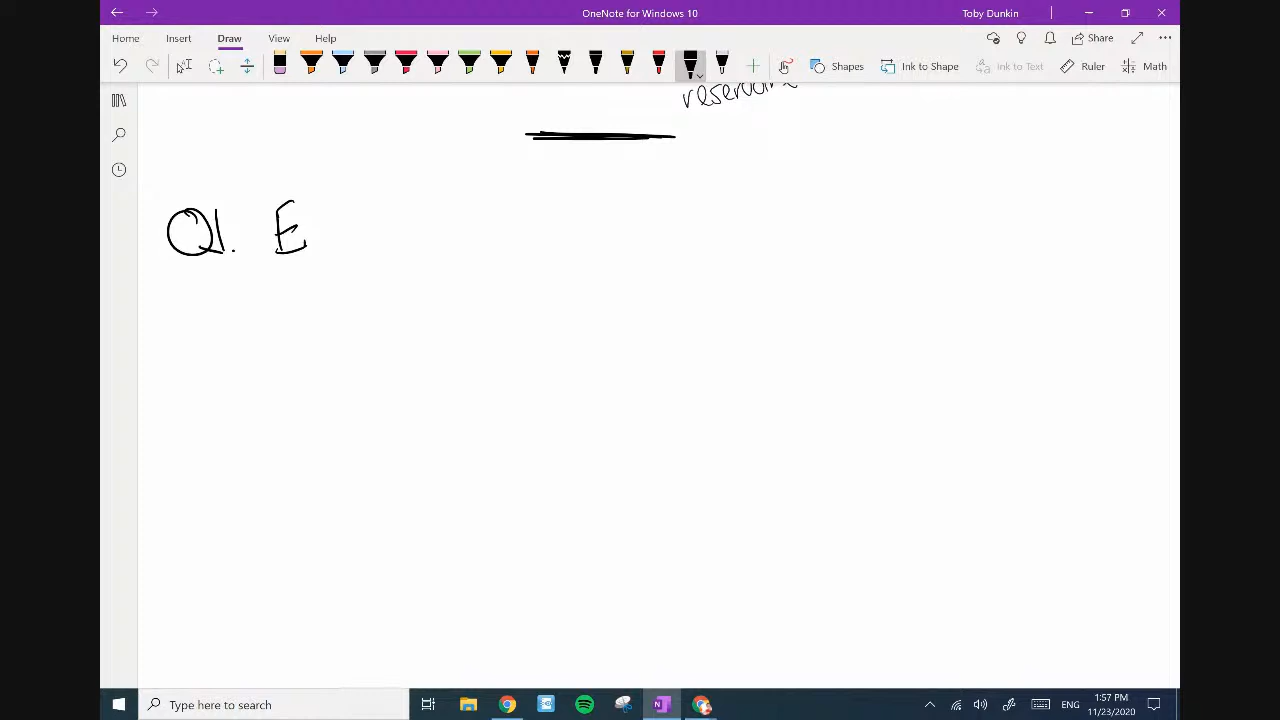 OneNote for Windows 10
Toby Dunkin
Home Insert Draw View Help
Share
Shapes Ink to Shape Ink to Text Ruler Math
Q1. E
Type here to search
ENG
1:57 PM
11/23/2020